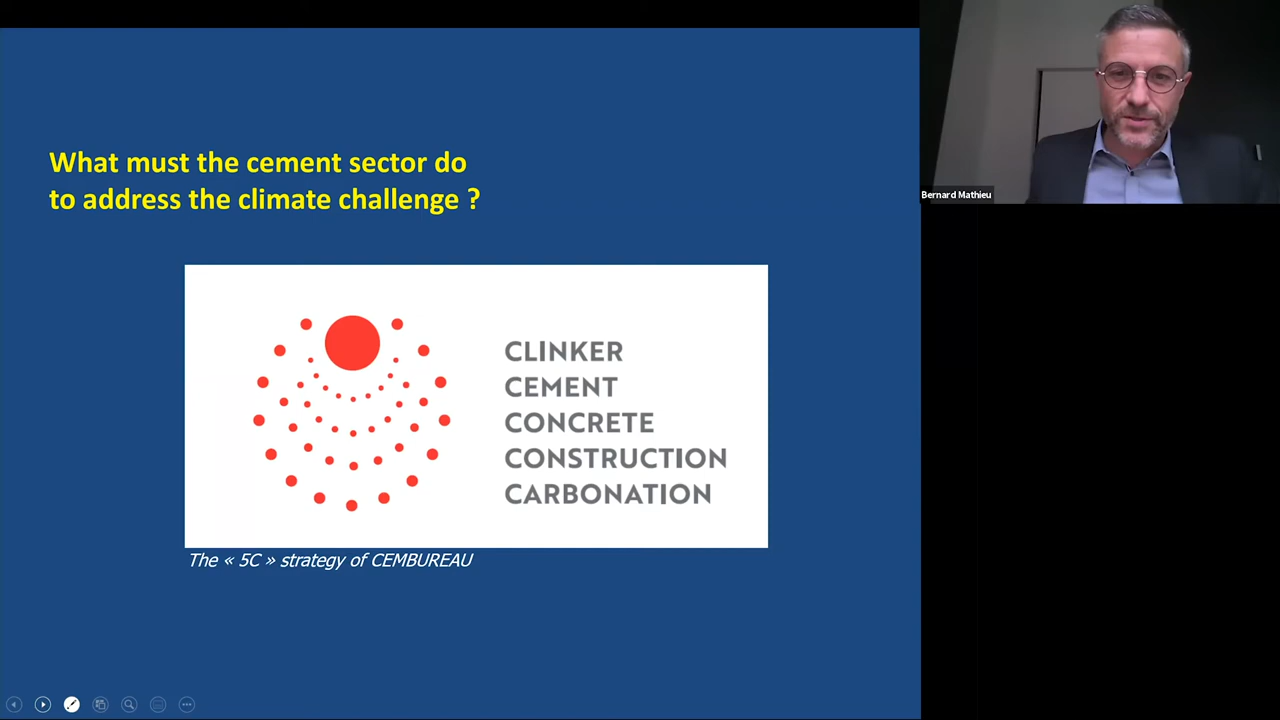 What must the cement sector do
to address the climate challenge ?
CLINKER
CEMENT
CONCRETE
CONSTRUCTION
CARBONATION
The « 5C » strategy of CEMBUREAU
Bernard Mathieu